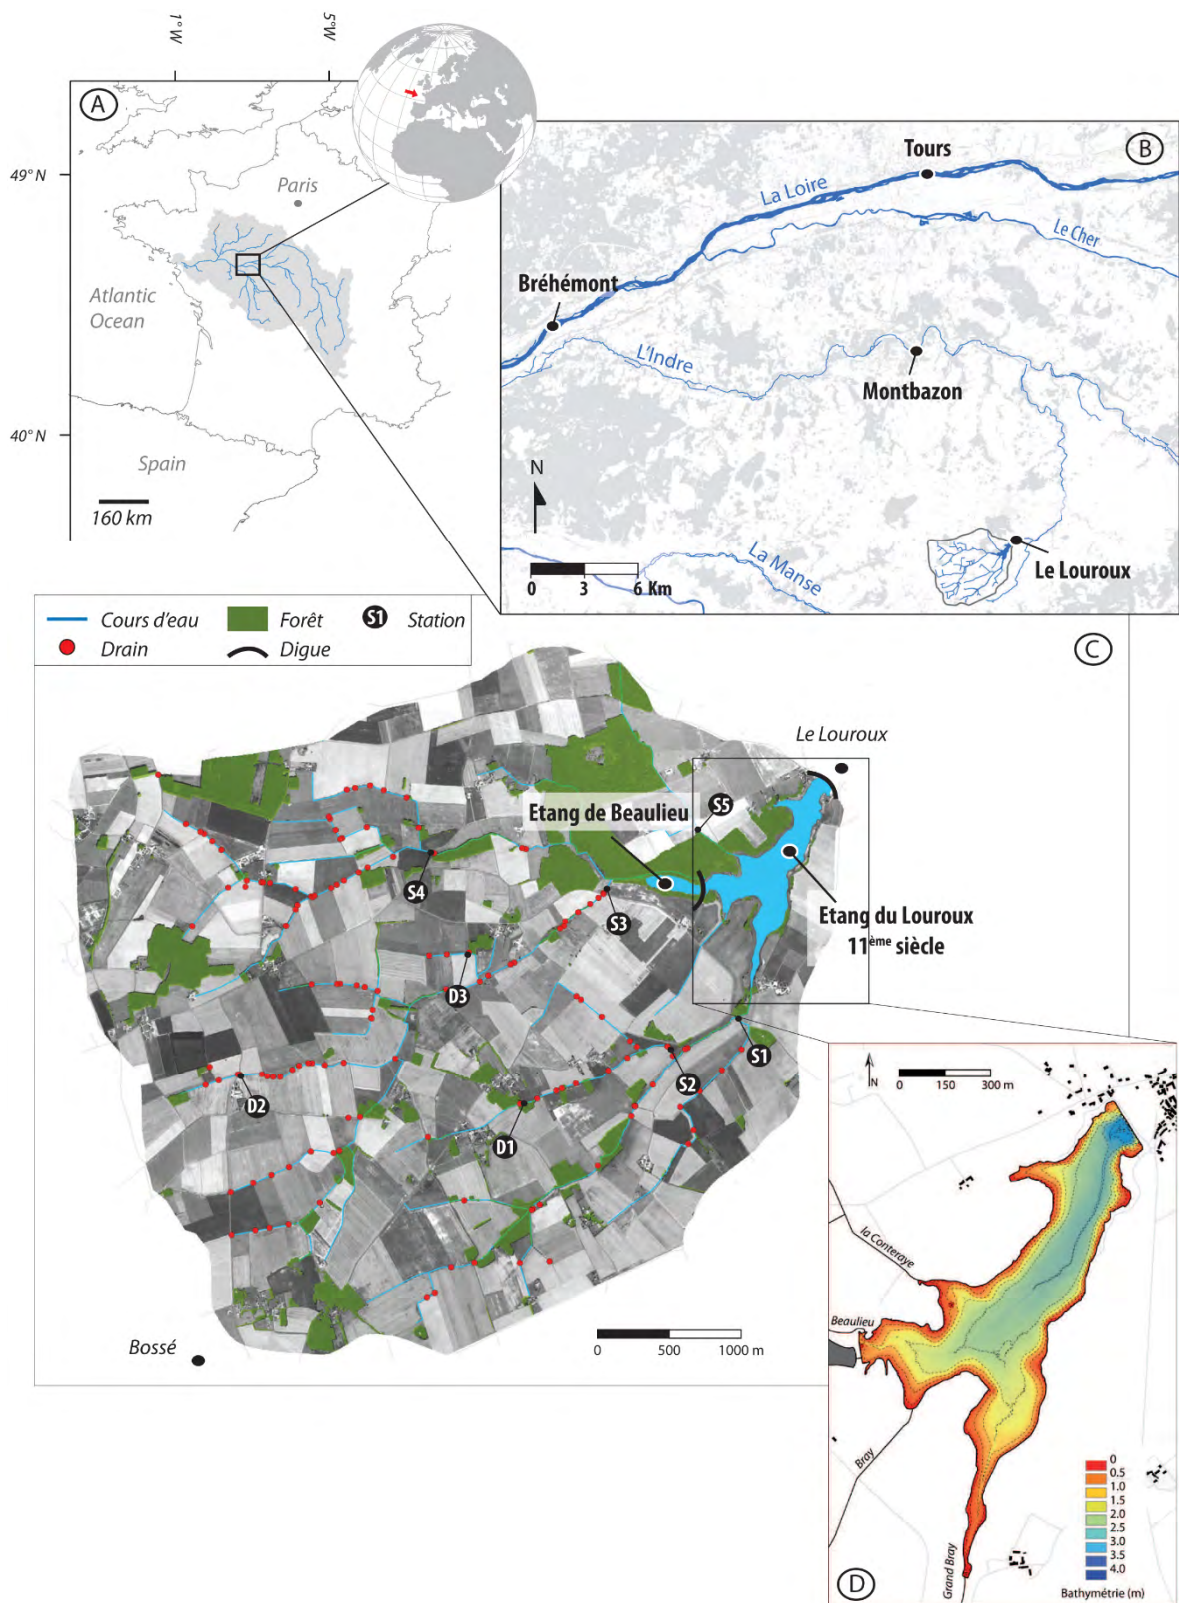 1° W
5° W
A
49° N
Paris
Atlantic
Ocean
40° N
Spain
160 km
B
Tours
La Loire
Le Cher
Bréhémont
L'Indre
Montbazon
N
La Manse
Le Louroux
0 3 6 Km
Cours d'eau
Forêt
S1
Station
Drain
Digue
C
Le Louroux
Etang de Beaulieu
S5
S4
S3
Etang du Louroux
11ème siècle
D3
S1
S2
D2
D1
Bossé
0 500 1000 m
N
0 150 300 m
la Conteraye
Beaulieu
Bray
Grand Bray
0
0.5
1.0
1.5
2.0
2.5
3.0
3.5
4.0
Bathymétrie (m)
D